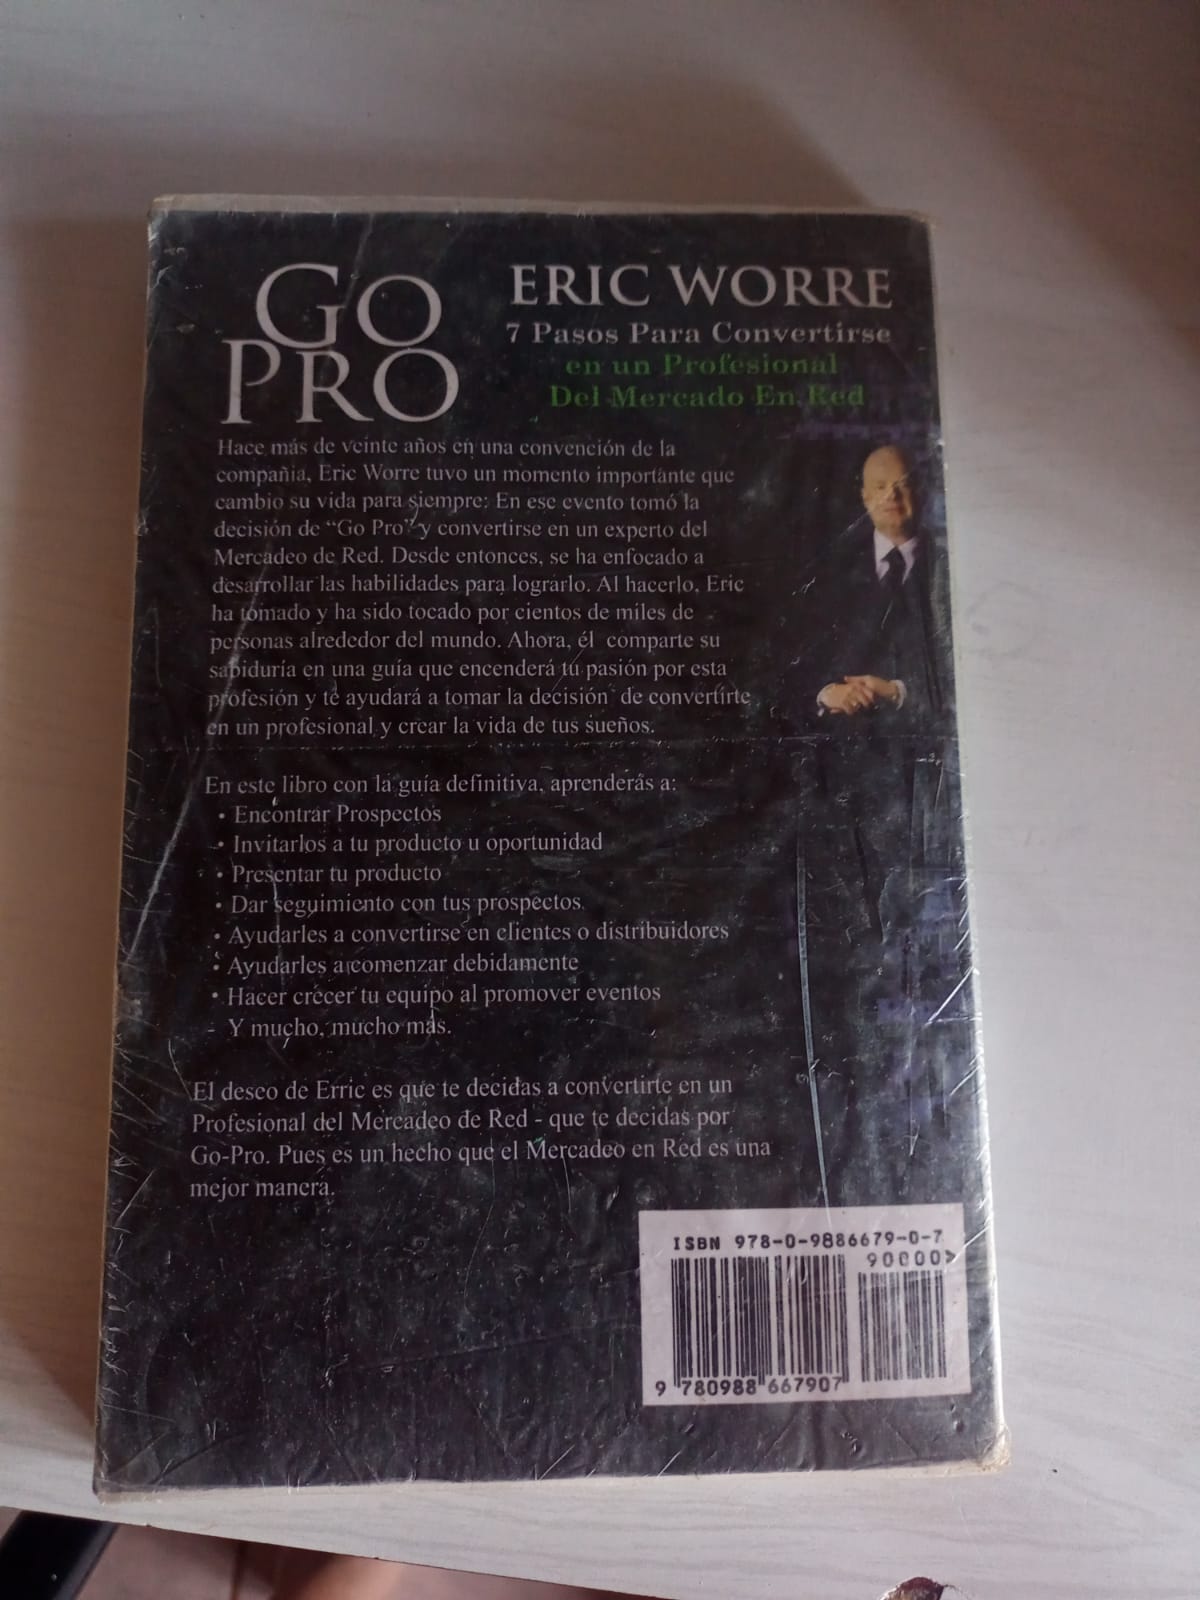 GO
PRO
ERIC WORRE
7 Pasos Para Convertirse
en un Profesional
Del Mercado En Red
Hace más de veinte años en una convención de la
compañia, Eric Worre tuvo un momento importante que
cambio su vida para siempre: En ese evento tomó la
decisión de “Go Pro” y convertirse en un experto del
Mercadeo de Red. Desde entonces, se ha enfocado a
desarrollar las habilidades para lograrlo. Al hacerlo, Eric
ha tomado y ha sido tocado por cientos de miles de
personas alrededor del mundo. Ahora, él comparte su
sabiduría en una guía que encenderá tu pasión por esta
profesión y te ayudará a tomar la decisión de convertirte
en un profesional y crear la vida de tus sueños.
En este libro con la guía definitiva, aprenderás a:
• Encontrar Prospectos
• Invitarlos a tu producto u oportunidad
• Presentar tu producto
• Dar seguimiento con tus prospectos.
• Ayudarles a convertirse en clientes o distribuidores
• Ayudarles a comenzar debidamente
• Hacer crecer tu equipo al promover eventos
- Y mucho, mucho más.
El deseo de Erric es que te decidas a convertirte en un
Profesional del Mercadeo de Red - que te decidas por
Go-Pro. Pues es un hecho que el Mercadeo en Red es una
mejor manera.
ISBN 978-0-9886679-0-7
90000>
9 780988 667907